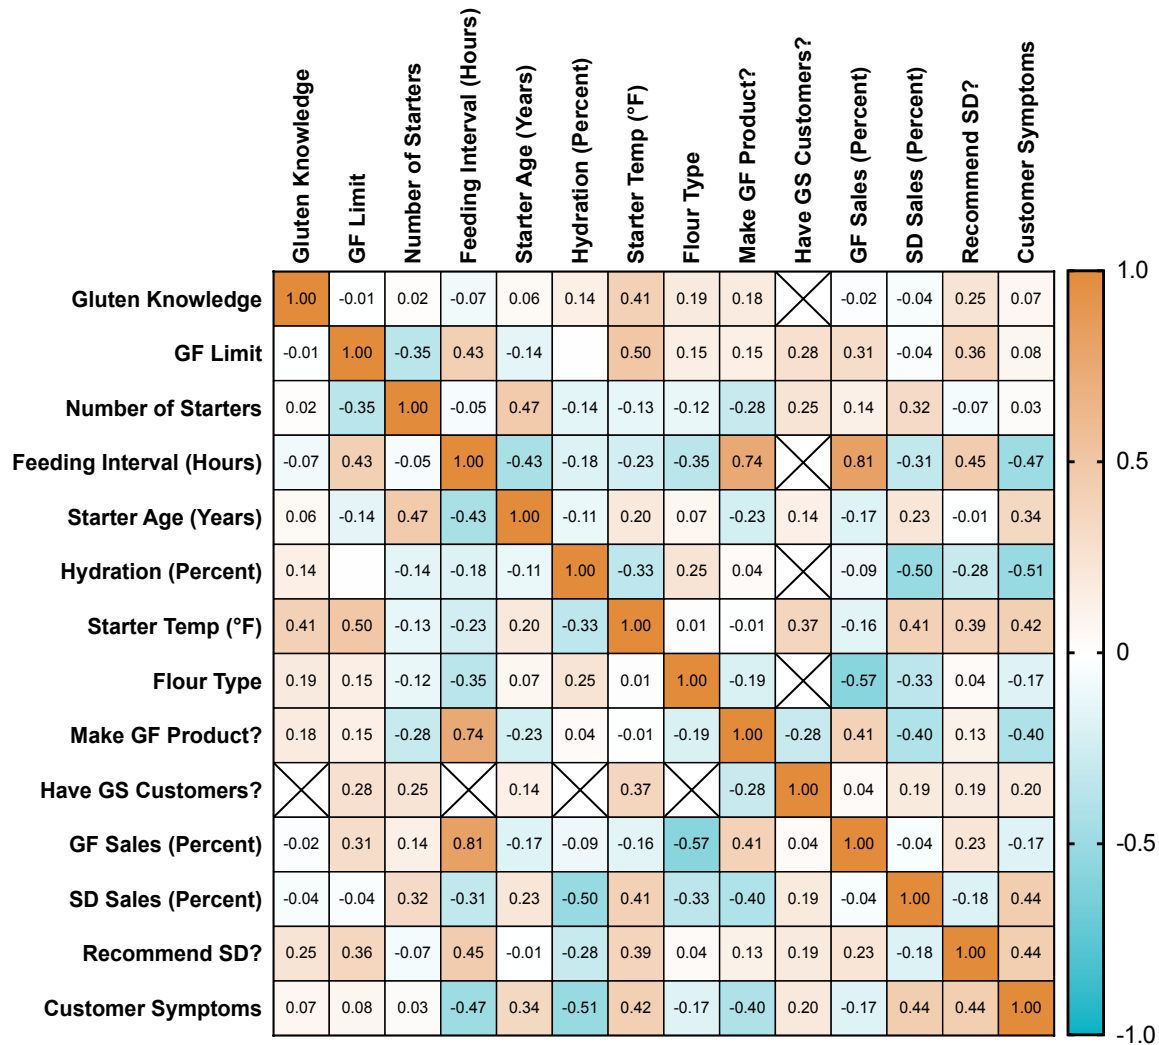 Gluten Knowledge
GF Limit
Number of Starters
Feeding Interval (Hours)
Starter Age (Years)
Hydration (Percent)
Starter Temp (°F)
Flour Type
Make GF Product?
Have GS Customers?
GF Sales (Percent)
SD Sales (Percent)
Recommend SD?
Customer Symptoms
Gluten Knowledge 1.00 -0.01 0.02 -0.07 0.06 0.14 0.41 0.19 0.18 -0.02 -0.04 0.25 0.07
GF Limit -0.01 1.00 -0.35 0.43 -0.14 0.50 0.15 0.15 0.28 0.31 -0.04 0.36 0.08
Number of Starters 0.02 -0.35 1.00 -0.05 0.47 -0.14 -0.13 -0.12 -0.28 0.25 0.14 0.32 -0.07 0.03
Feeding Interval (Hours) -0.07 0.43 -0.05 1.00 -0.43 -0.18 -0.23 -0.35 0.74 0.81 -0.31 0.45 -0.47
Starter Age (Years) 0.06 -0.14 0.47 -0.43 1.00 -0.11 0.20 0.07 -0.23 0.14 -0.17 0.23 -0.01 0.34
Hydration (Percent) 0.14 -0.14 -0.18 -0.11 1.00 -0.33 0.25 0.04 -0.09 -0.50 -0.28 -0.51
Starter Temp (°F) 0.41 0.50 -0.13 -0.23 0.20 -0.33 1.00 0.01 -0.01 0.37 -0.16 0.41 0.39 0.42
Flour Type 0.19 0.15 -0.12 -0.35 0.07 0.25 0.01 1.00 -0.19 -0.57 -0.33 0.04 -0.17
Make GF Product? 0.18 0.15 -0.28 0.74 -0.23 0.04 -0.01 -0.19 1.00 -0.28 0.41 -0.40 0.13 -0.40
Have GS Customers? 0.28 0.25 0.14 0.37 -0.28 1.00 0.04 0.19 0.19 0.20
GF Sales (Percent) -0.02 0.31 0.14 0.81 -0.17 -0.09 -0.16 -0.57 0.41 0.04 1.00 -0.04 0.23 -0.17
SD Sales (Percent) -0.04 -0.04 0.32 -0.31 0.23 -0.50 0.41 -0.33 -0.40 0.19 -0.04 1.00 -0.18 0.44
Recommend SD? 0.25 0.36 -0.07 0.45 -0.01 -0.28 0.39 0.04 0.13 0.19 0.23 -0.18 1.00 0.44
Customer Symptoms 0.07 0.08 0.03 -0.47 0.34 -0.51 0.42 -0.17 -0.40 0.20 -0.17 0.44 0.44 1.00
1.0
0.5
0
-0.5
-1.0